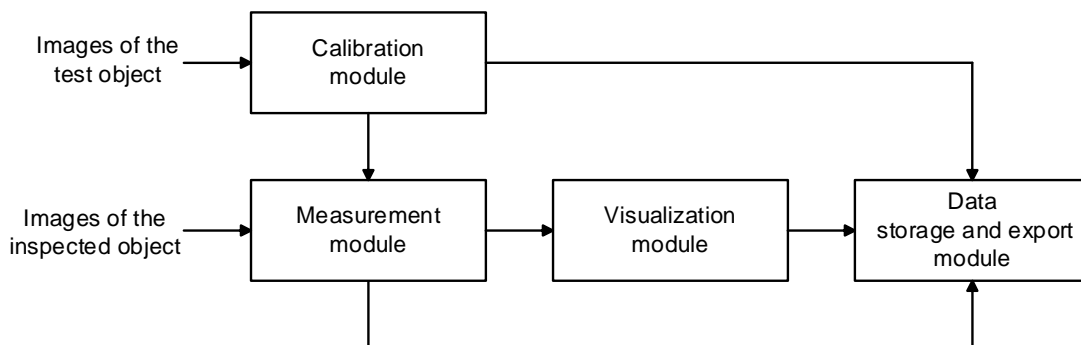 Images of the
test object
Calibration
module
Images of the
inspected object
Measurement
module
Visualization
module
Data
storage and export
module